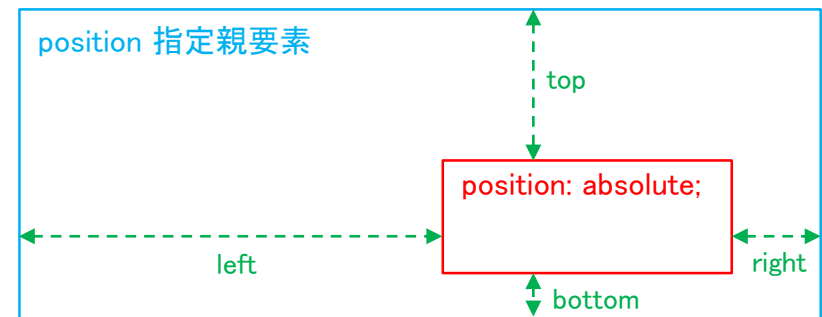 position 指定親要素
top
position: absolute;
left
right
bottom